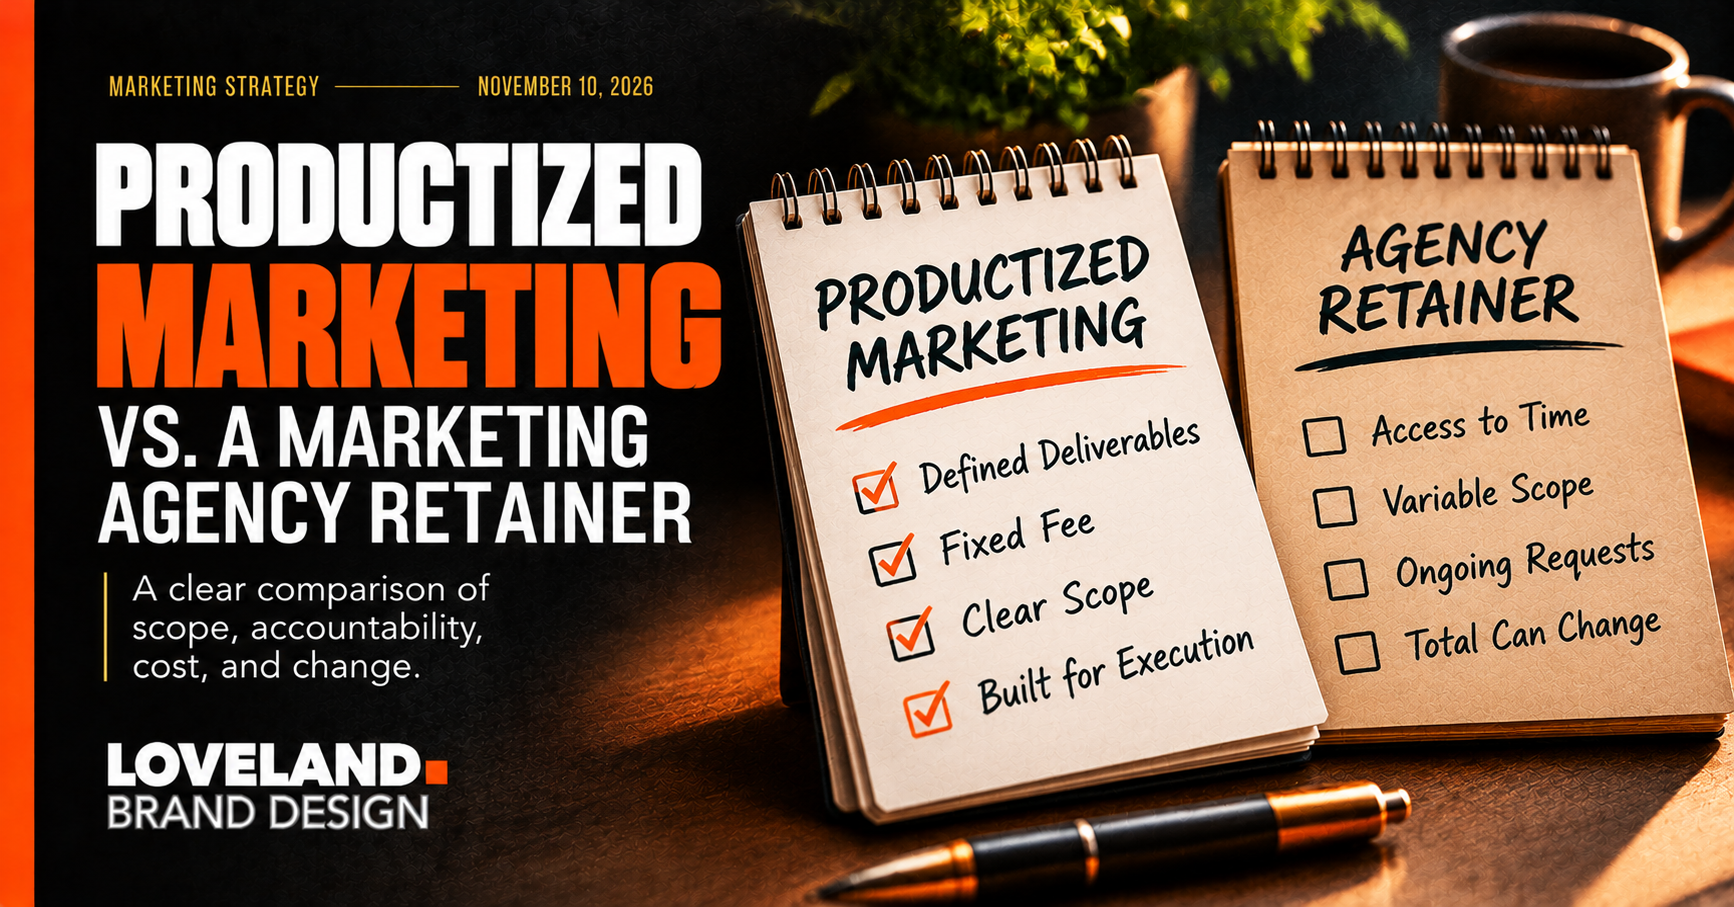 MARKETING STRATEGY NOVEMBER 10, 2026
PRODUCTIZED
MARKETING
VS. A MARKETING
AGENCY RETAINER
A clear comparison of
scope, accountability,
cost, and change.
LOVELAND
BRAND DESIGN
PRODUCTIZED
MARKETING
Defined Deliverables
Fixed Fee
Clear Scope
Built for Execution
AGENCY
RETAINER
Access to Time
Variable Scope
Ongoing Requests
Total Can Change